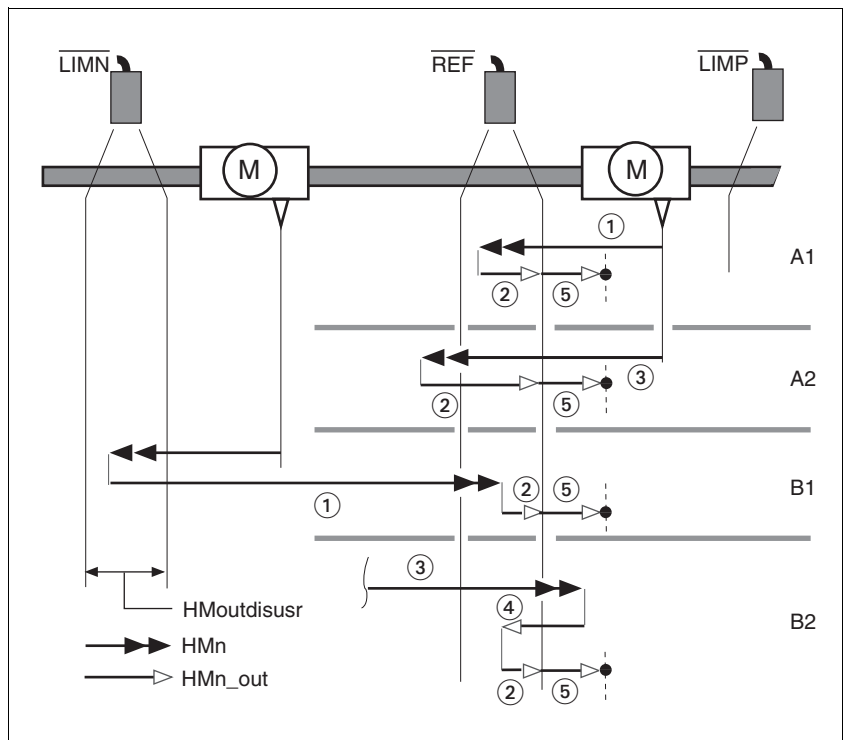 LIMN REF LIMP
M M
①
A1
② ⑤
③
A2
② ⑤
① ② ⑤ B1
③
④
HMoutdisusr B2
HMn
HMn_out
② ⑤